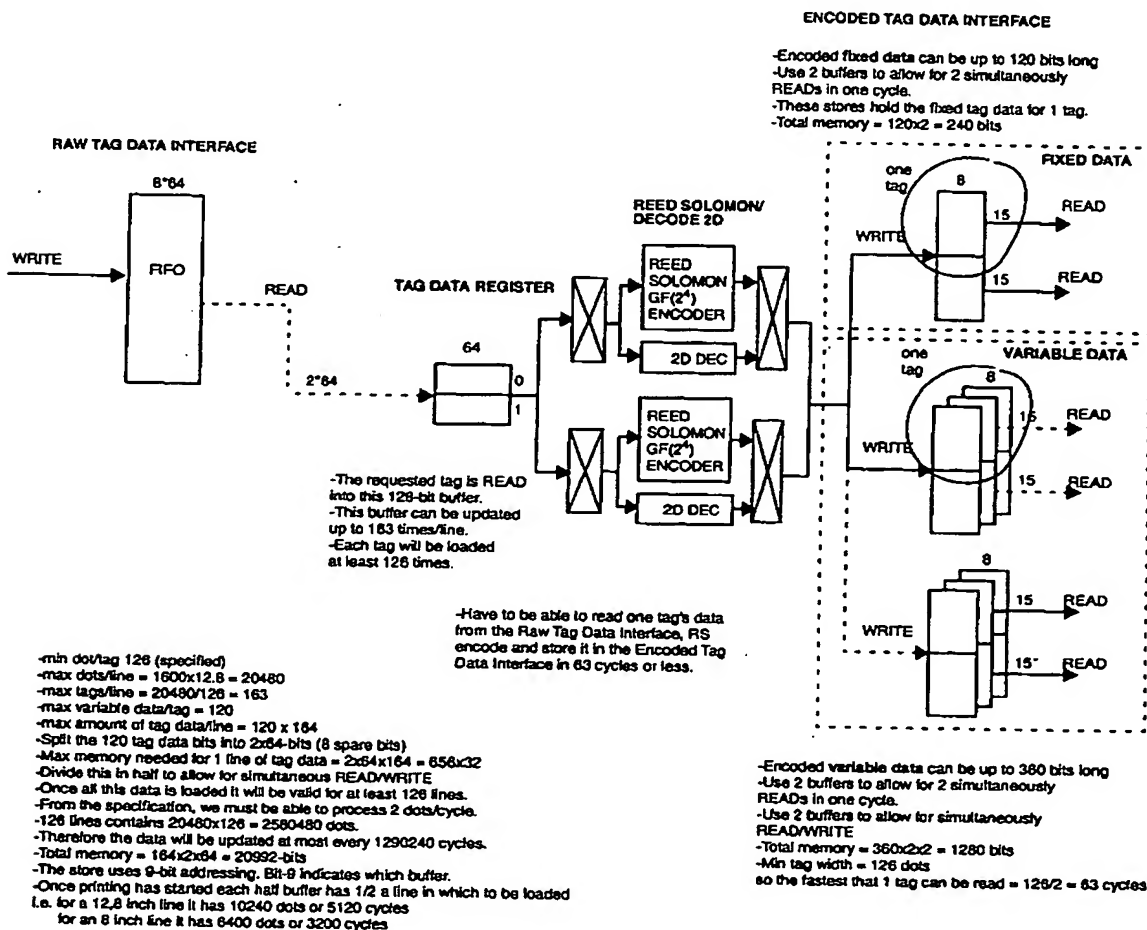 ENCODED TAG DATA INTERFACE
-Encoded fixed data can be up to 120 bits long
-Use 2 buffers to allow for 2 simultaneously
READs in one cycle.
-These stores hold the fixed tag data for 1 tag.
-Total memory = 120x2 = 240 bits
RAW TAG DATA INTERFACE
8*64
WRITE
FIFO
READ
2*64
TAG DATA REGISTER
64
0
1
REED SOLOMON/
DECODE 2D
REED
SOLOMON
GF(2^4)
ENCODER
2D DEC
REED
SOLOMON
GF(2^4)
ENCODER
2D DEC
FIXED DATA
one
tag
8
15
READ
WRITE
15
READ
VARIABLE DATA
one
tag
8
15
READ
WRITE
15
READ
8
15
READ
WRITE
15"
READ
-The requested tag is READ
into this 128-bit buffer.
-This buffer can be updated
up to 163 times/line.
-Each tag will be loaded
at least 126 times.
-Have to be able to read one tag's data
from the Raw Tag Data Interface, RS
encode and store it in the Encoded Tag
Data Interface in 63 cycles or less.
-min dot/tag 126 (specified)
-max dots/line = 1600x12.8 = 20480
-max tags/line = 20480/126 = 163
-max variable data/tag = 120
-max amount of tag data/line = 120 x 164
-Split the 120 tag data bits into 2x64-bits (8 spare bits)
-Max memory needed for 1 line of tag data = 2x64x164 = 656x32
-Divide this in half to allow for simultaneous READ/WRITE
-Once all this data is loaded it will be valid for at least 126 lines.
-From the specification, we must be able to process 2 dots/cycle.
-126 lines contains 20480x126 = 2580480 dots.
-Therefore the data will be updated at most every 1290240 cycles.
-Total memory = 164x2x64 = 20992-bits
-The store uses 9-bit addressing. Bit-9 indicates which buffer.
-Once printing has started each half buffer has 1/2 a line in which to be loaded
i.e. for a 12,8 inch line it has 10240 dots or 5120 cycles
for an 8 inch line it has 6400 dots or 3200 cycles
-Encoded variable data can be up to 360 bits long
-Use 2 buffers to allow for 2 simultaneously
READs in one cycle.
-Use 2 buffers to allow for simultaneously
READ/WRITE
-Total memory = 360x2x2 = 1280 bits
-Min tag width = 126 dots
so the fastest that 1 tag can be read = 126/2 = 63 cycles